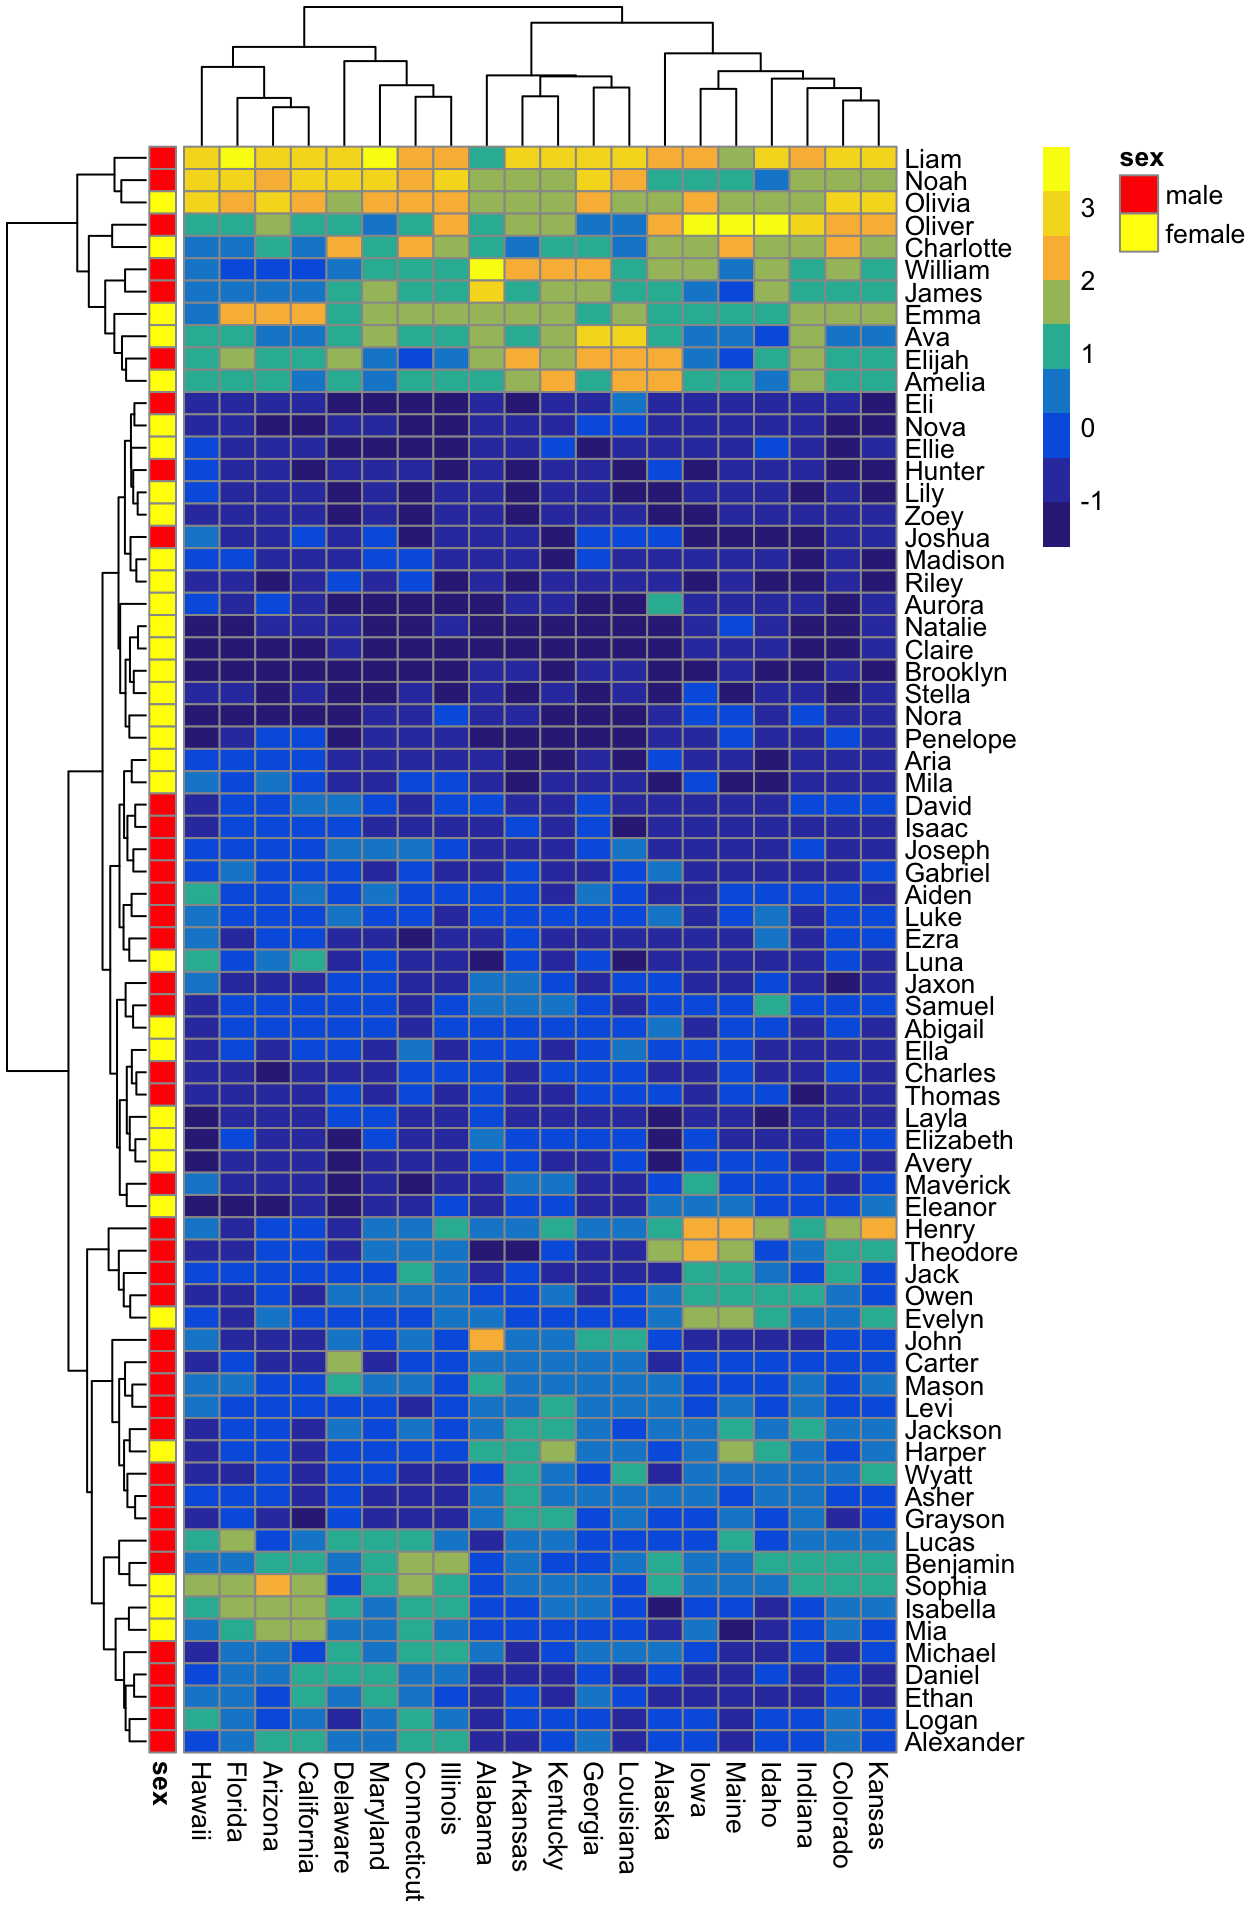 sex
male
female
3
2
1
0
-1
Liam
Noah
Olivia
Oliver
Charlotte
William
James
Emma
Ava
Elijah
Amelia
Eli
Nova
Ellie
Hunter
Lily
Zoey
Joshua
Madison
Riley
Aurora
Natalie
Claire
Brooklyn
Stella
Nora
Penelope
Aria
Mila
David
Isaac
Joseph
Gabriel
Aiden
Luke
Ezra
Luna
Jaxon
Samuel
Abigail
Ella
Charles
Thomas
Layla
Elizabeth
Avery
Maverick
Eleanor
Henry
Theodore
Jack
Owen
Evelyn
John
Carter
Mason
Levi
Jackson
Harper
Wyatt
Asher
Grayson
Lucas
Benjamin
Sophia
Isabella
Mia
Michael
Daniel
Ethan
Logan
Alexander
sex
Hawaii
Florida
Arizona
California
Delaware
Maryland
Connecticut
Illinois
Alabama
Arkansas
Kentucky
Georgia
Louisiana
Alaska
Iowa
Maine
Idaho
Indiana
Colorado
Kansas